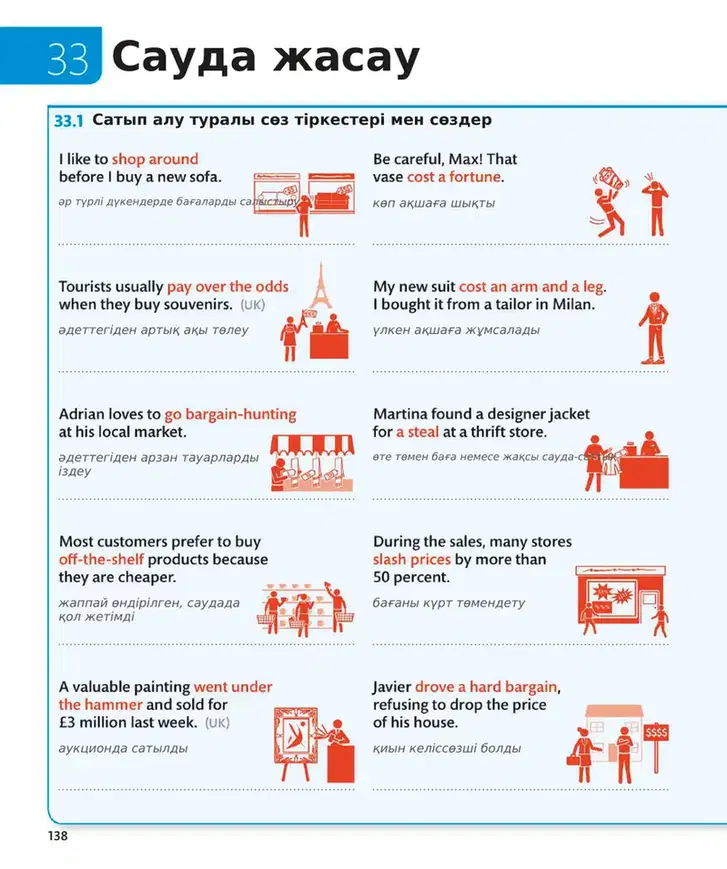 33 Сауда жасау
33.1 Сатып алу туралы сөз тіркестері мен сөздер
I like to shop around
before I buy a new sofa.
әр түрлі дүкендерде бағаларды салыстыру
Be careful, Max! That
vase cost a fortune.
көп ақшаға шықты
Tourists usually pay over the odds
when they buy souvenirs. (UK)
әдеттегіден артық ақы төлеу
My new suit cost an arm and a leg.
I bought it from a tailor in Milan.
үлкен ақшаға жұмсалады
Adrian loves to go bargain-hunting
at his local market.
әдеттегіден арзан тауарларды
іздеу
Martina found a designer jacket
for a steal at a thrift store.
өте төмен баға немесе жақсы сауда-саттық
Most customers prefer to buy
off-the-shelf products because
they are cheaper.
жаппай өндірілген, саудада
қол жетімді
During the sales, many stores
slash prices by more than
50 percent.
бағаны күрт төмендету
A valuable painting went under
the hammer and sold for
£3 million last week. (UK)
аукционда сатылды
Javier drove a hard bargain,
refusing to drop the price
of his house.
қиын келіссөзші болды
$$$$
138